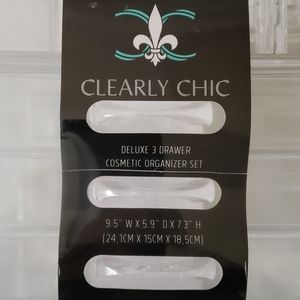 CLEARLY CHIC
DELUXE 3 DRAWER
COSMETIC ORGANIZER SET
9.5" W X 5.9" D X 7.3" H
(24,1CM X 15CM X 18,5CM)